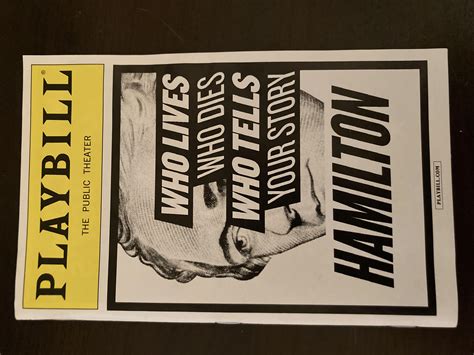 PLAYBILL®
THE PUBLIC THEATER
WHO LIVES
WHO DIES
WHO TELLS
YOUR STORY
HAMILTON
PLAYBILL.COM